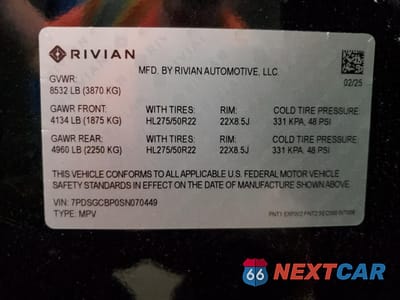 RIVIAN
MFD. BY RIVIAN AUTOMOTIVE, LLC.
02/25
GVWR:
8532 LB (3870 KG)
GAWR FRONT: WITH TIRES: RIM: COLD TIRE PRESSURE:
4134 LB (1875 KG) HL275/50R22 22X8.5J 331 KPA, 48 PSI
GAWR REAR: WITH TIRES: RIM: COLD TIRE PRESSURE:
4960 LB (2250 KG) HL275/50R22 22X8.5J 331 KPA, 48 PSI
THIS VEHICLE CONFORMS TO ALL APPLICABLE U.S. FEDERAL MOTOR VEHICLE
SAFETY STANDARDS IN EFFECT ON THE DATE OF MANUFACTURE SHOWN ABOVE.
VIN: 7PDSGCBP0SN070449
TYPE: MPV
66 NEXTCAR